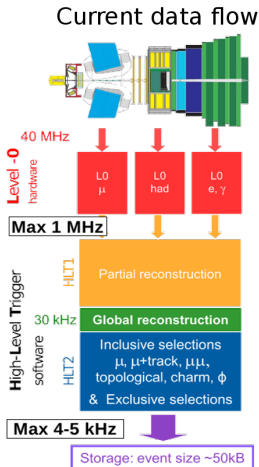 Current data flow
40 MHz
Level -0
hardware
L0
μ
L0
had
L0
e, γ
Max 1 MHz
High-Level Trigger
software
HLT1
Partial reconstruction
30 kHz
Global reconstruction
HLT2
Inclusive selections
μ, μ+track, μμ,
topological, charm, ϕ
& Exclusive selections
Max 4-5 kHz
Storage: event size ~50kB